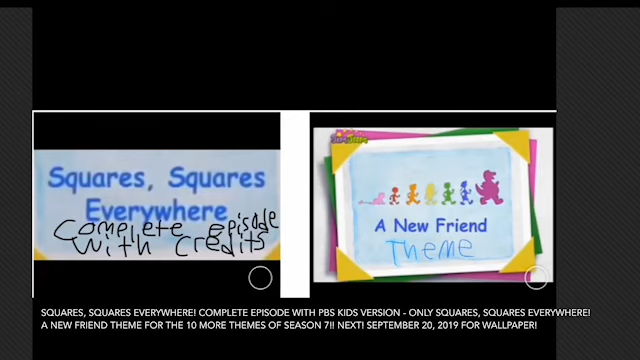 Squares, Squares
Everywhere
Complete episode
with credits
A New Friend
Theme
SQUARES, SQUARES EVERYWHERE! COMPLETE EPISODE WITH PBS KIDS VERSION - ONLY SQUARES, SQUARES EVERYWHERE!
A NEW FRIEND THEME FOR THE 10 MORE THEMES OF SEASON 7!! NEXT! SEPTEMBER 20, 2019 FOR WALLPAPER!